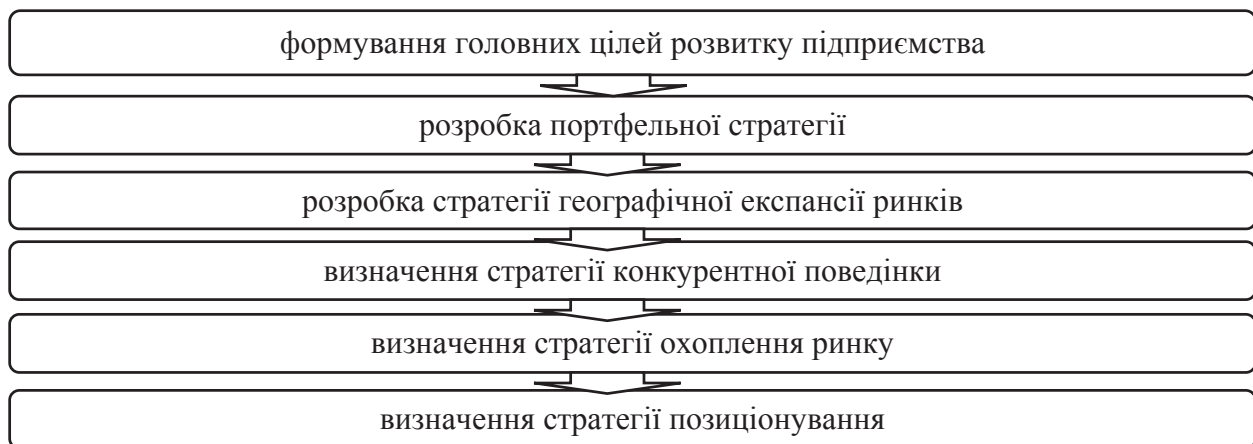 формування головних цілей розвитку підприємства
розробка портфельної стратегії
розробка стратегії географічної експансії ринків
визначення стратегії конкурентної поведінки
визначення стратегії охоплення ринку
визначення стратегії позиціонування